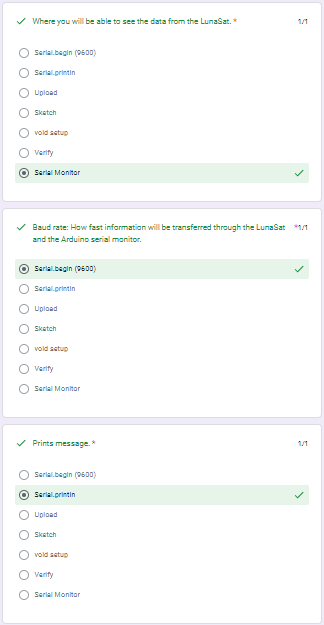 Where you will be able to see the data from the LunaSat. * 1/1
Serial.begin (9600)
Serial.println
Upload
Sketch
void setup
Verify
Serial Monitor
Baud rate: How fast information will be transferred through the LunaSat *1/1
and the Arduino serial monitor.
Serial.begin (9600)
Serial.println
Upload
Sketch
void setup
Verify
Serial Monitor
Prints message. * 1/1
Serial.begin (9600)
Serial.println
Upload
Sketch
void setup
Verify
Serial Monitor